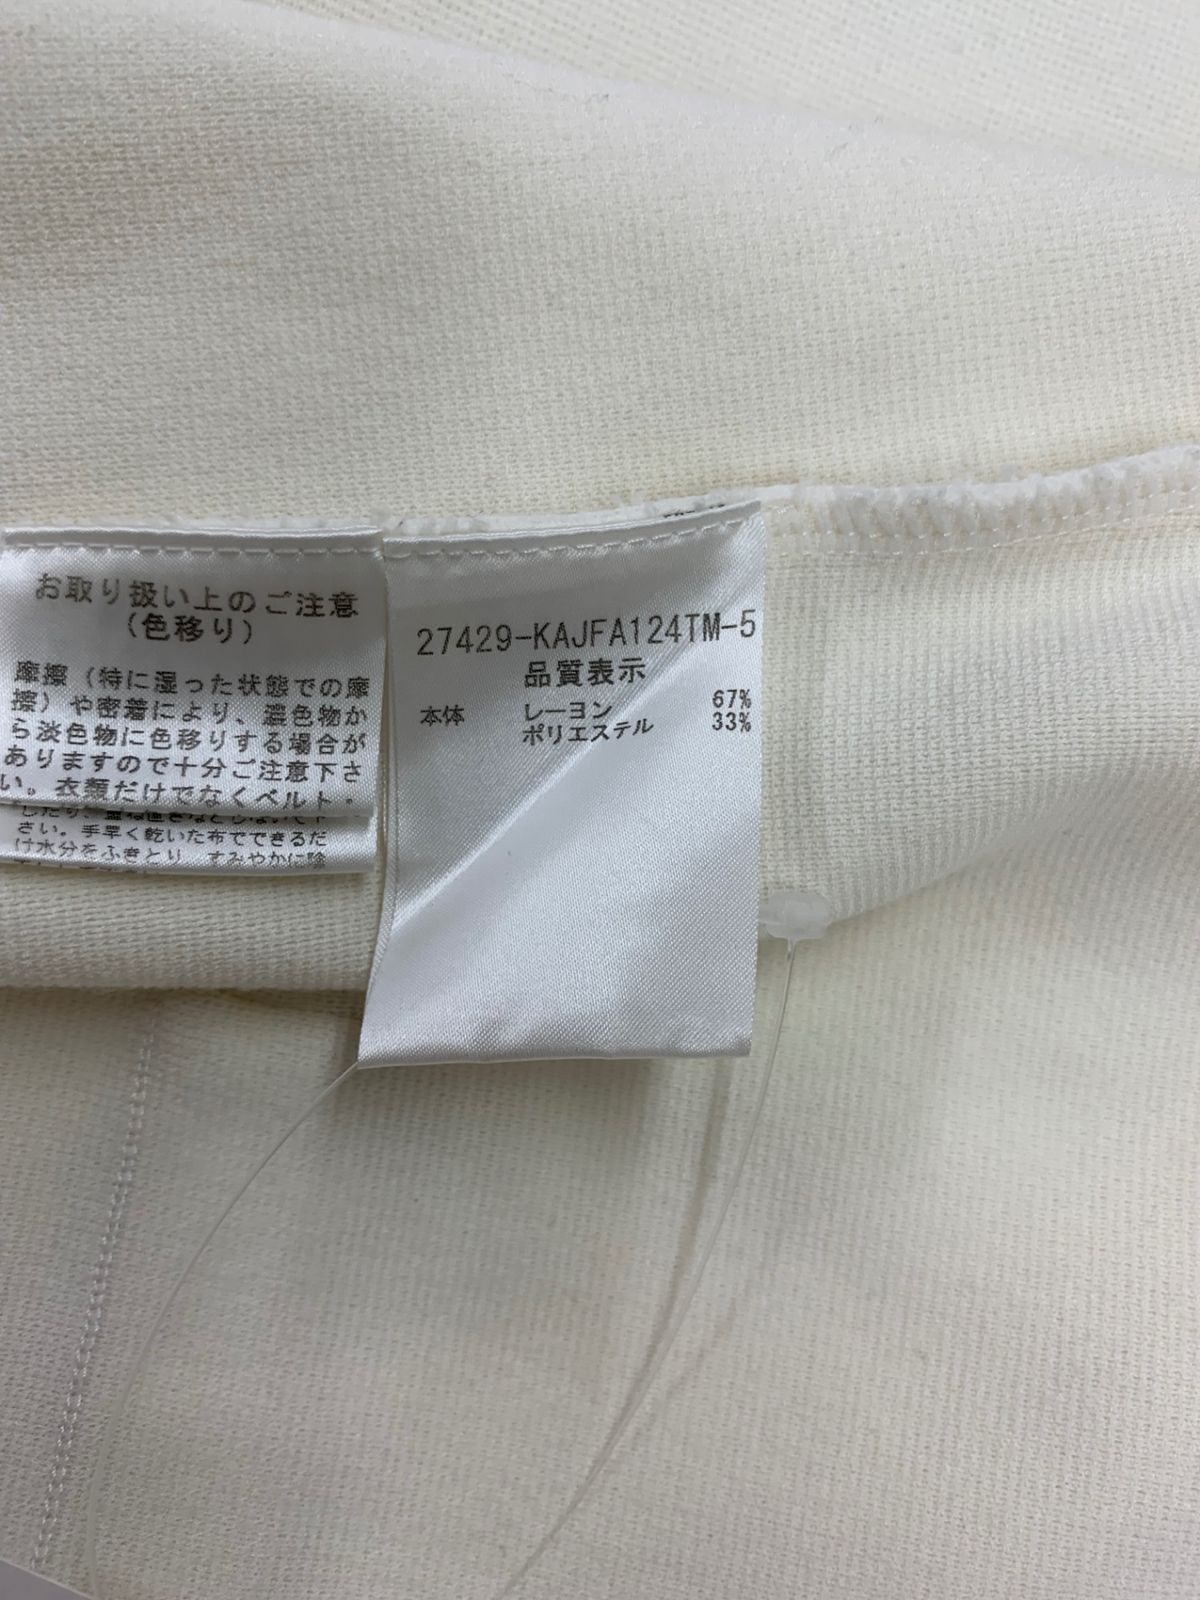 お取り扱い上のご注意
（色移り）
摩擦（特に湿った状態での摩
擦）や密着により、濃色物か
ら淡色物に色移りする場合が
ありますので十分ご注意下さ
い。衣類だけでなくベルト・
さい。手早く乾いた布でできるだ
け水分をふきとり、すみやかに陰
27429-KAJFA124TM-5
品質表示
本体 レーヨン 67%
ポリエステル 33%